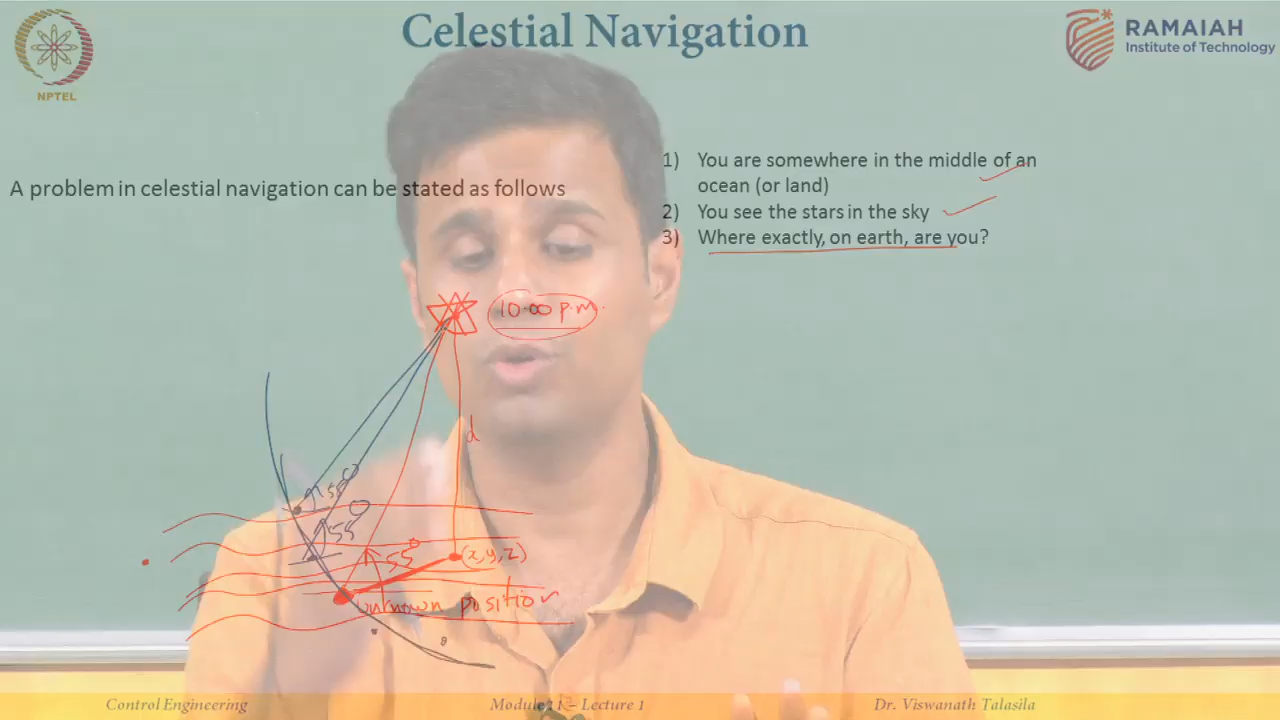 Celestial Navigation
NPTEL
RAMAIAH
Institute of Technology
A problem in celestial navigation can be stated as follows
1) You are somewhere in the middle of an
ocean (or land)
2) You see the stars in the sky
3) Where exactly, on earth, are you?
10:00 p.m.
d
55°
55°
55°
(x,y,z)
unknown position
Control Engineering
Lecture 1
Dr. Viswanath Talasila